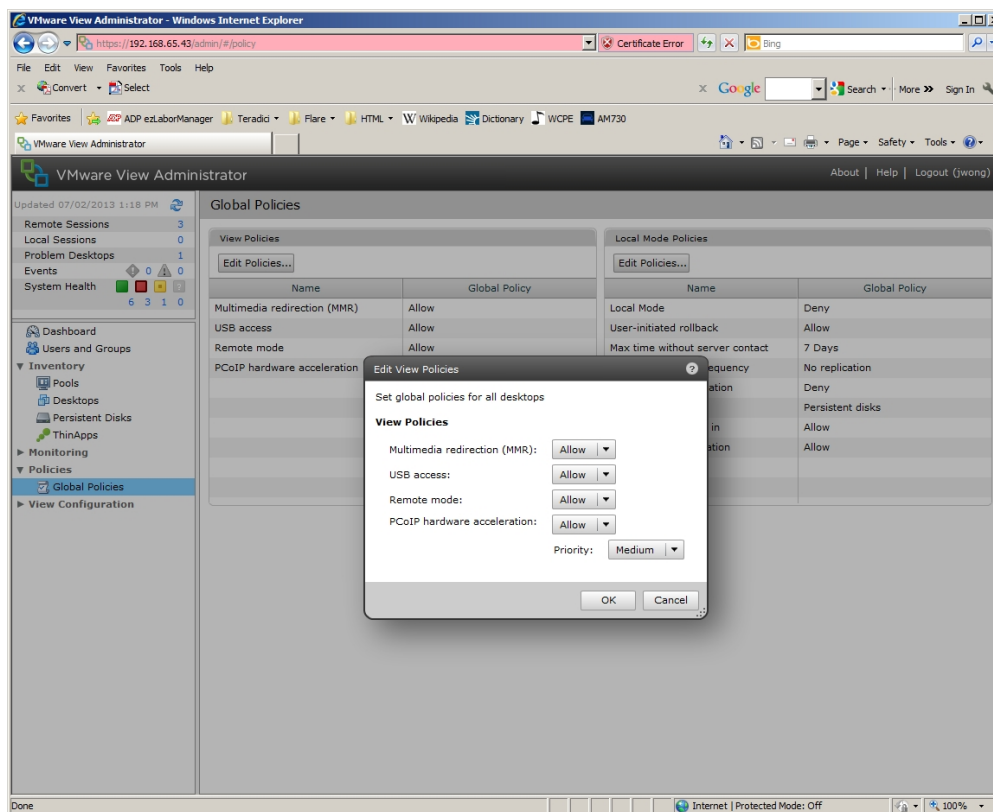 VMware View Administrator - Windows Internet Explorer
https://192.168.65.43/admin/#/policy
Certificate Error
Bing
File Edit View Favorites Tools Help
x Convert Select
x Google Search More >> Sign In
Favorites ADP ezLaborManager Teradici Flare HTML W Wikipedia Dictionary WCPE AM730
VMware View Administrator
Page Safety Tools
VMware View Administrator
About | Help | Logout (jwong)
Updated 07/02/2013 1:18 PM
Remote Sessions 3
Local Sessions 0
Problem Desktops 1
Events 0 0
System Health
6 3 1 0
Dashboard
Users and Groups
Inventory
Pools
Desktops
Persistent Disks
ThinApps
Monitoring
Policies
Global Policies
View Configuration
Global Policies
View Policies
Edit Policies...
Name Global Policy
Multimedia redirection (MMR) Allow
USB access Allow
Remote mode Allow
PCoIP hardware acceleration
Local Mode Policies
Edit Policies...
Name Global Policy
Local Mode Deny
User-initiated rollback Allow
Max time without server contact 7 Days
equency No replication
ation Deny
Persistent disks
in Allow
ation Allow
Edit View Policies
Set global policies for all desktops
View Policies
Multimedia redirection (MMR): Allow
USB access: Allow
Remote mode: Allow
PCoIP hardware acceleration: Allow
Priority: Medium
OK Cancel
Done
Internet | Protected Mode: Off
100%